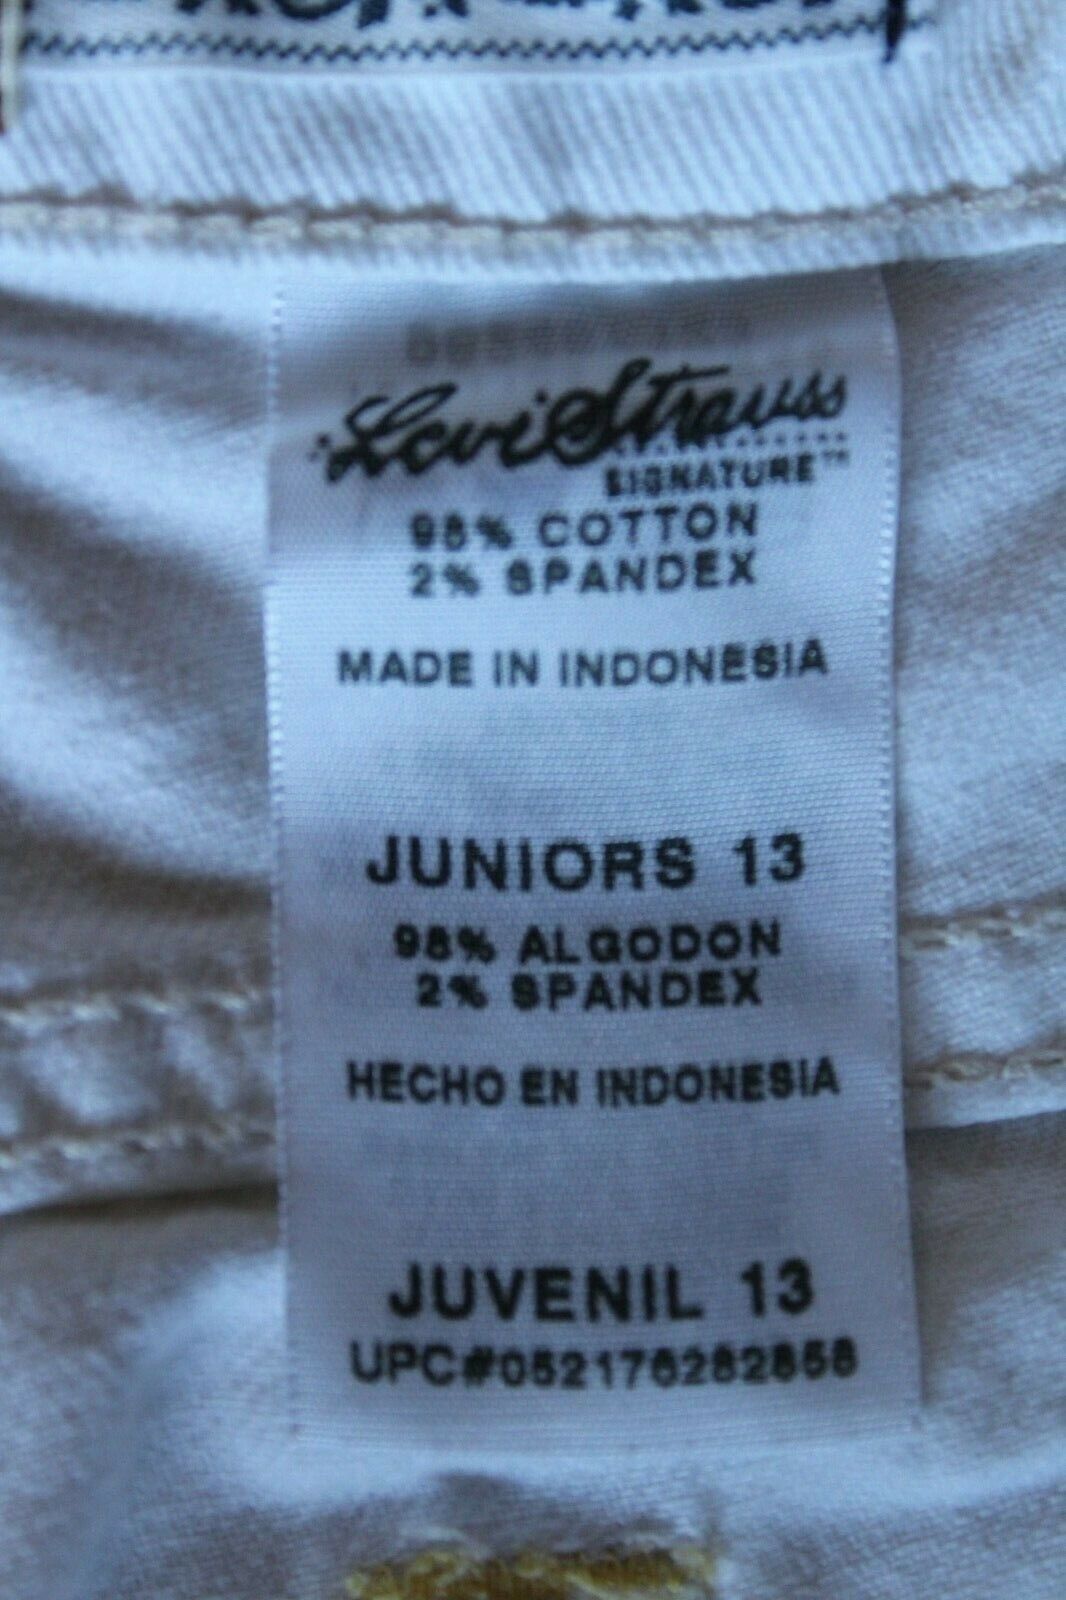 Levi Strauss
SIGNATURE™
98% COTTON
2% SPANDEX
MADE IN INDONESIA
JUNIORS 13
98% ALGODON
2% SPANDEX
HECHO EN INDONESIA
JUVENIL 13
UPC#052176282858